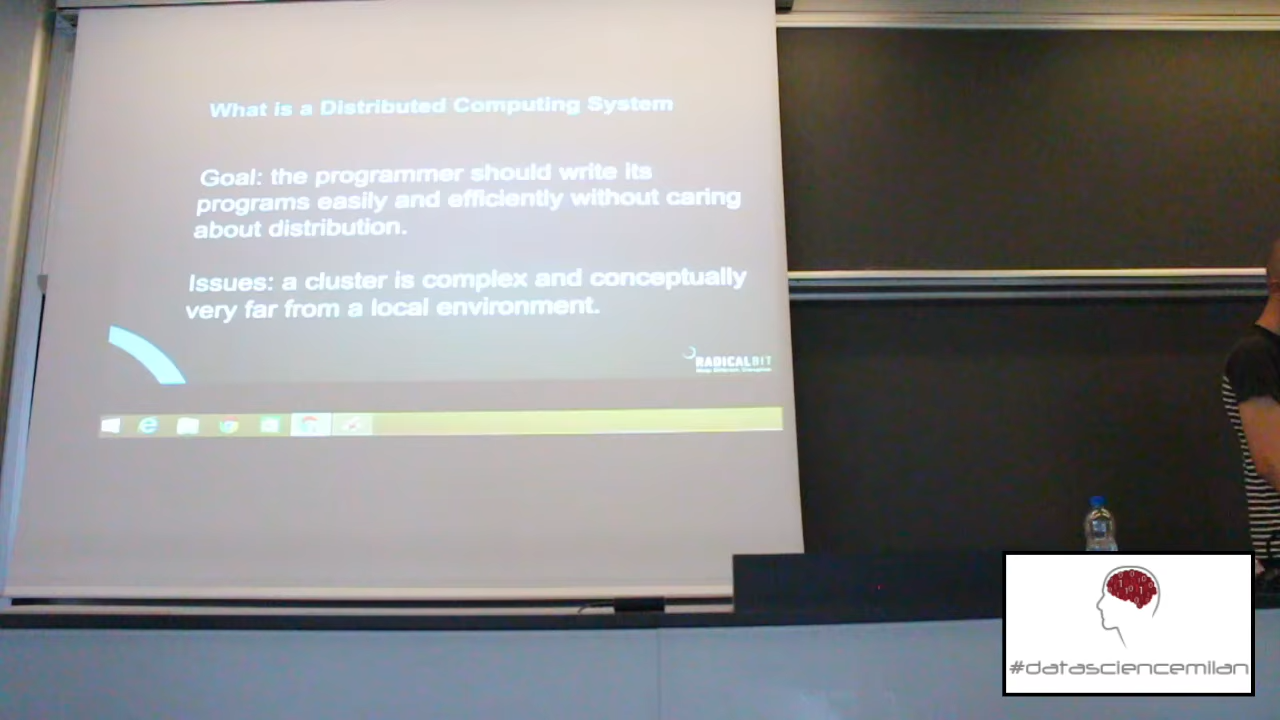 What is a Distributed Computing System
Goal: the programmer should write its
programs easily and efficiently without caring
about distribution.
Issues: a cluster is complex and conceptually
very far from a local environment.
RADICALBIT
#datasciencemilan